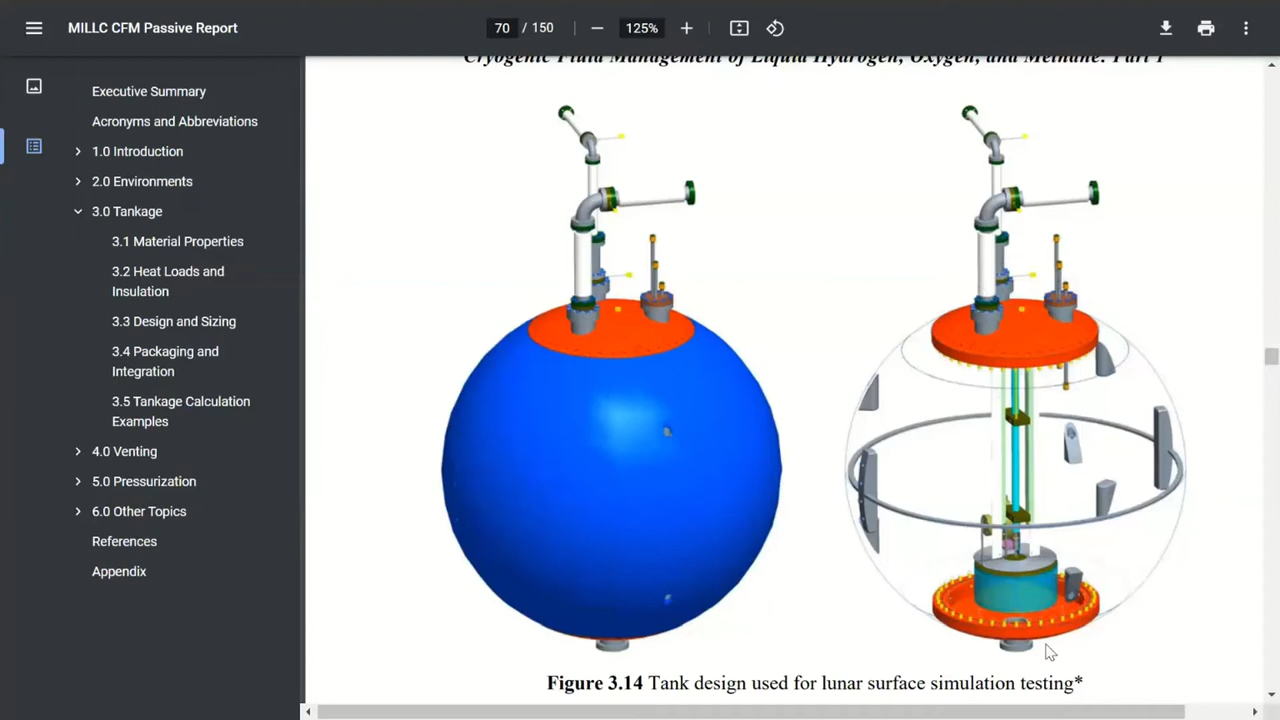 MILLC CFM Passive Report
70 / 150
125%
Executive Summary
Acronyms and Abbreviations
1.0 Introduction
2.0 Environments
3.0 Tankage
3.1 Material Properties
3.2 Heat Loads and
Insulation
3.3 Design and Sizing
3.4 Packaging and
Integration
3.5 Tankage Calculation
Examples
4.0 Venting
5.0 Pressurization
6.0 Other Topics
References
Appendix
Cryogenic Fluid Management of Liquid Hydrogen, Oxygen, and Methane: Part I
Figure 3.14 Tank design used for lunar surface simulation testing*